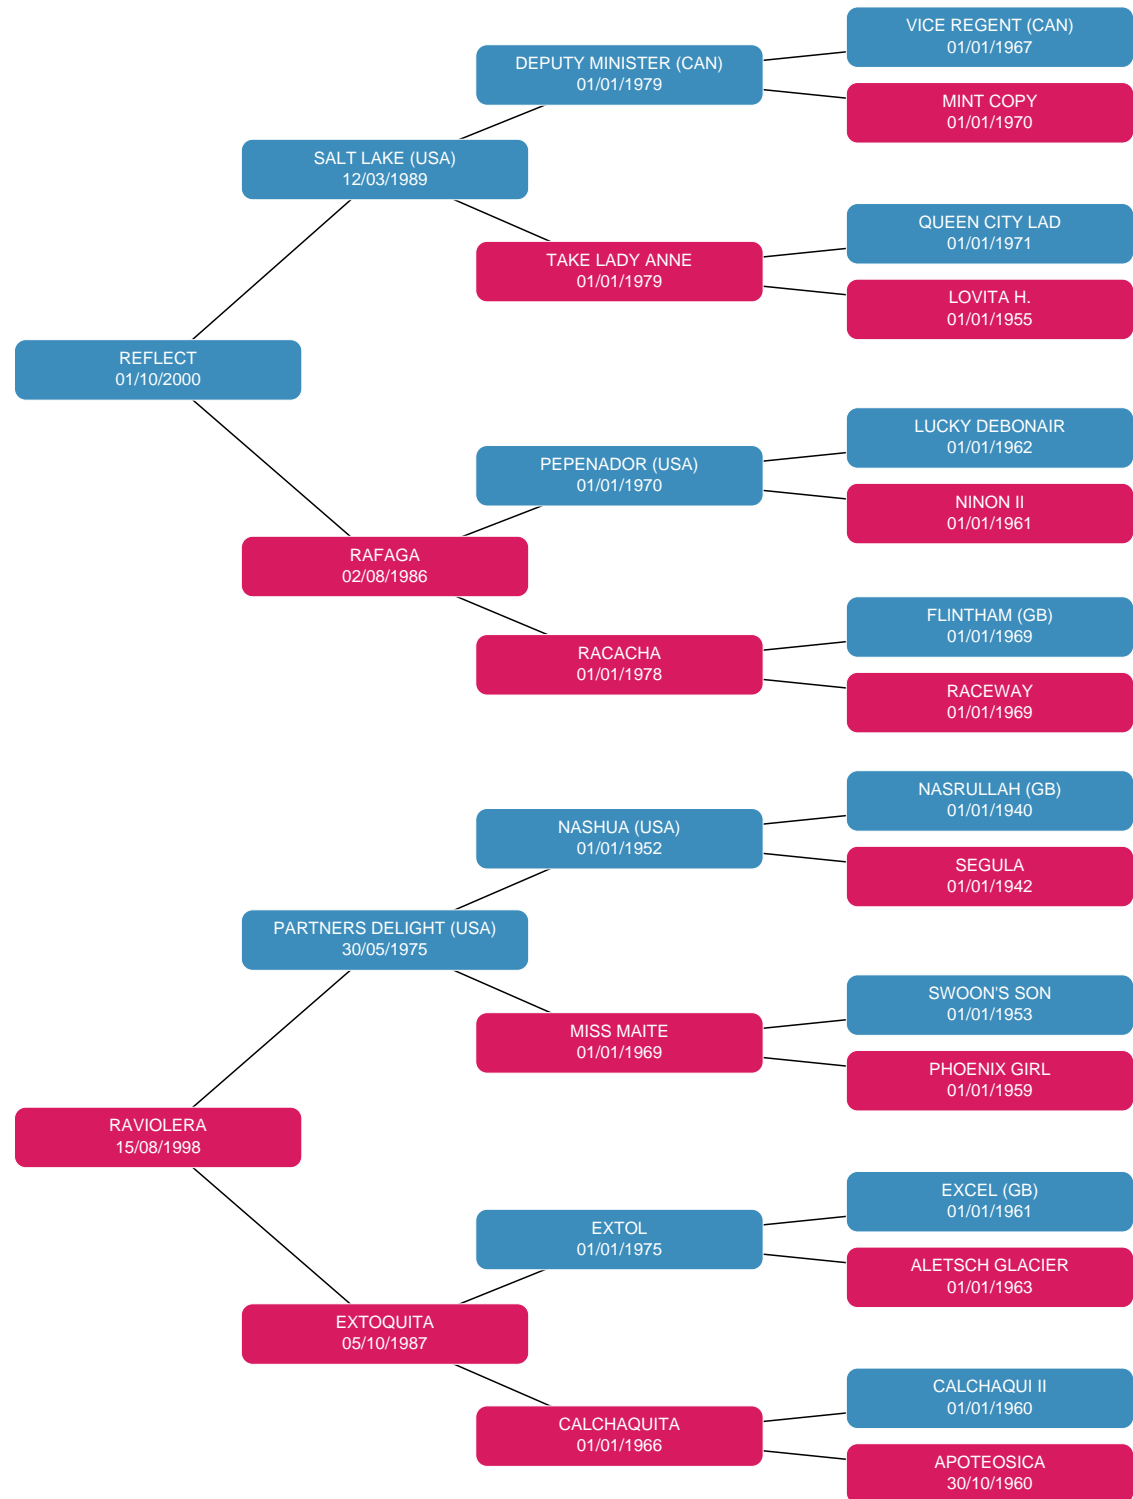 VICE REGENT (CAN)
01/01/1967
DEPUTY MINISTER (CAN)
01/01/1979
MINT COPY
01/01/1970
SALT LAKE (USA)
12/03/1989
QUEEN CITY LAD
01/01/1971
TAKE LADY ANNE
01/01/1979
LOVITA H.
01/01/1955
REFLECT
01/10/2000
LUCKY DEBONAIR
01/01/1962
PEPENADOR (USA)
01/01/1970
NINON II
01/01/1961
RAFAGA
02/08/1986
FLINTHAM (GB)
01/01/1969
RACACHA
01/01/1978
RACEWAY
01/01/1969
NASRULLAH (GB)
01/01/1940
NASHUA (USA)
01/01/1952
SEGULA
01/01/1942
PARTNERS DELIGHT (USA)
30/05/1975
SWOON'S SON
01/01/1953
MISS MAITE
01/01/1969
PHOENIX GIRL
01/01/1959
RAVIOLERA
15/08/1998
EXCEL (GB)
01/01/1961
EXTOL
01/01/1975
ALETSCH GLACIER
01/01/1963
EXTOQUITA
05/10/1987
CALCHAQUI II
01/01/1960
CALCHAQUITA
01/01/1966
APOTEOSICA
30/10/1960